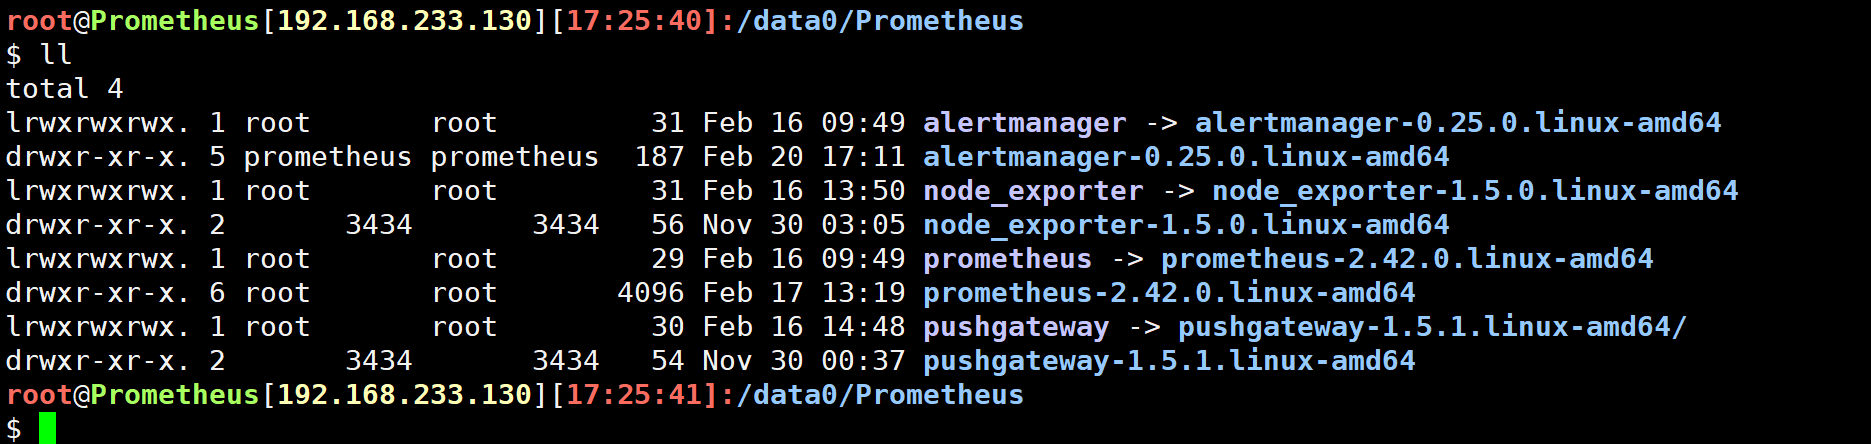 root@Prometheus[192.168.233.130][17:25:40]:/data0/Prometheus
$ ll
total 4
lrwxrwxrwx. 1 root       root         31 Feb 16 09:49 alertmanager -> alertmanager-0.25.0.linux-amd64
drwxr-xr-x. 5 prometheus prometheus  187 Feb 20 17:11 alertmanager-0.25.0.linux-amd64
lrwxrwxrwx. 1 root       root         31 Feb 16 13:50 node_exporter -> node_exporter-1.5.0.linux-amd64
drwxr-xr-x. 2       3434       3434   56 Nov 30 03:05 node_exporter-1.5.0.linux-amd64
lrwxrwxrwx. 1 root       root         29 Feb 16 09:49 prometheus -> prometheus-2.42.0.linux-amd64
drwxr-xr-x. 6 root       root       4096 Feb 17 13:19 prometheus-2.42.0.linux-amd64
lrwxrwxrwx. 1 root       root         30 Feb 16 14:48 pushgateway -> pushgateway-1.5.1.linux-amd64/
drwxr-xr-x. 2       3434       3434   54 Nov 30 00:37 pushgateway-1.5.1.linux-amd64
root@Prometheus[192.168.233.130][17:25:41]:/data0/Prometheus
$